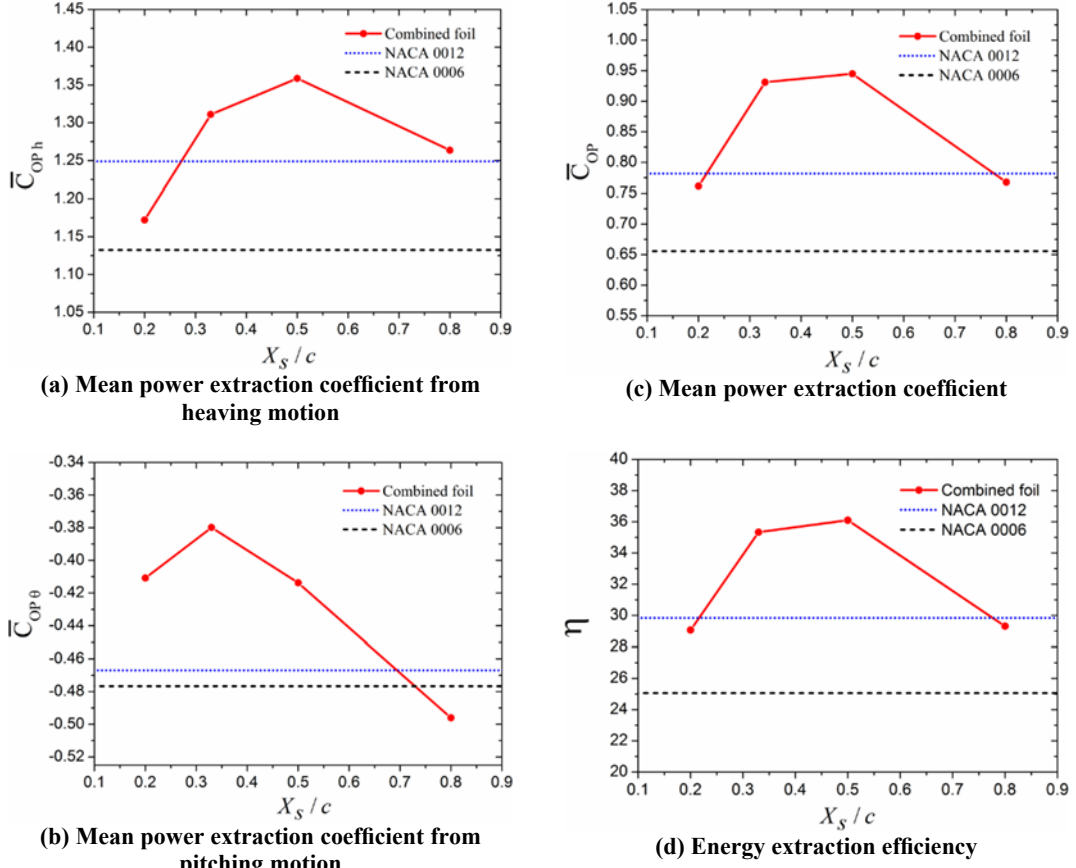 1.45
1.40
1.35
1.30
1.25
1.20
1.15
1.10
1.05
C̅OP h
Combined foil
NACA 0012
NACA 0006
0.1 0.2 0.3 0.4 0.5 0.6 0.7 0.8 0.9
Xs / c
(a) Mean power extraction coefficient from
heaving motion
1.05
1.00
0.95
0.90
0.85
0.80
0.75
0.70
0.65
0.60
0.55
C̅OP
Combined foil
NACA 0012
NACA 0006
0.1 0.2 0.3 0.4 0.5 0.6 0.7 0.8 0.9
Xs / c
(c) Mean power extraction coefficient
-0.34
-0.36
-0.38
-0.40
-0.42
-0.44
-0.46
-0.48
-0.50
-0.52
C̅OP θ
Combined foil
NACA 0012
NACA 0006
0.1 0.2 0.3 0.4 0.5 0.6 0.7 0.8 0.9
Xs / c
(b) Mean power extraction coefficient from
pitching motion
40
38
36
34
32
30
28
26
24
22
20
η
Combined foil
NACA 0012
NACA 0006
0.1 0.2 0.3 0.4 0.5 0.6 0.7 0.8 0.9
Xs / c
(d) Energy extraction efficiency